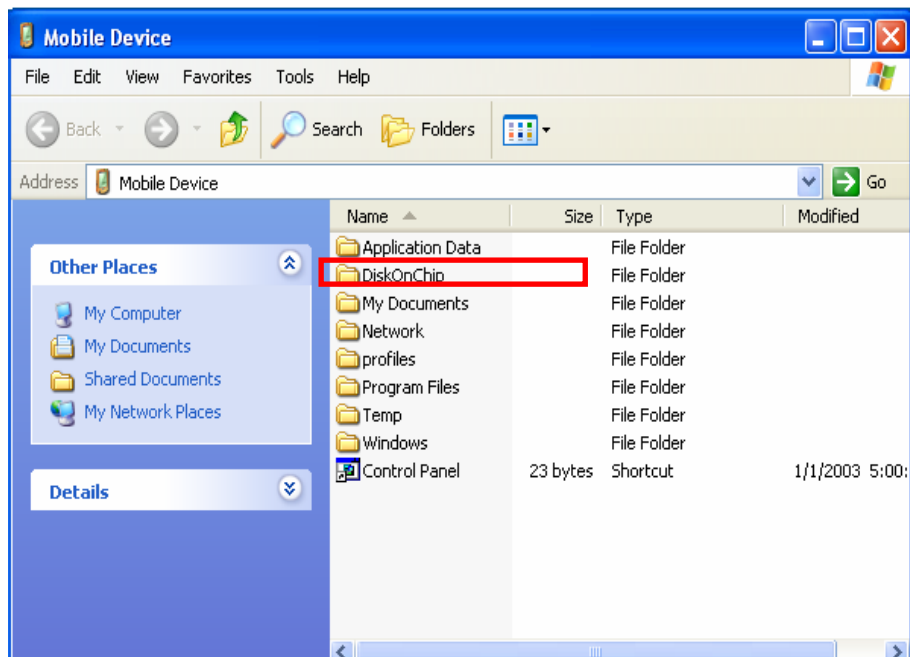 Mobile Device
File Edit View Favorites Tools Help
Back Search Folders
Address Mobile Device Go
Name Size Type Modified
Other Places
My Computer
My Documents
Shared Documents
My Network Places
Details
Application Data File Folder
DiskOnChip File Folder
My Documents File Folder
Network File Folder
profiles File Folder
Program Files File Folder
Temp File Folder
Windows File Folder
Control Panel 23 bytes Shortcut 1/1/2003 5:00: